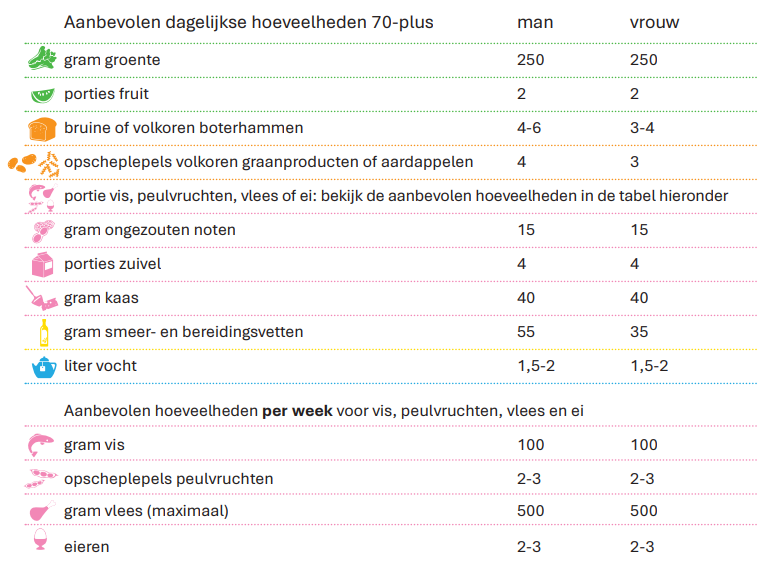 Aanbevolen dagelijkse hoeveelheden 70-plus man vrouw
gram groente 250 250
porties fruit 2 2
bruine of volkoren boterhammen 4-6 3-4
opscheplepels volkoren graanproducten of aardappelen 4 3
portie vis, peulvruchten, vlees of ei: bekijk de aanbevolen hoeveelheden in de tabel hieronder
gram ongezouten noten 15 15
porties zuivel 4 4
gram kaas 40 40
gram smeer- en bereidingsvetten 55 35
liter vocht 1,5-2 1,5-2
Aanbevolen hoeveelheden per week voor vis, peulvruchten, vlees en ei
gram vis 100 100
opscheplepels peulvruchten 2-3 2-3
gram vlees (maximaal) 500 500
eieren 2-3 2-3